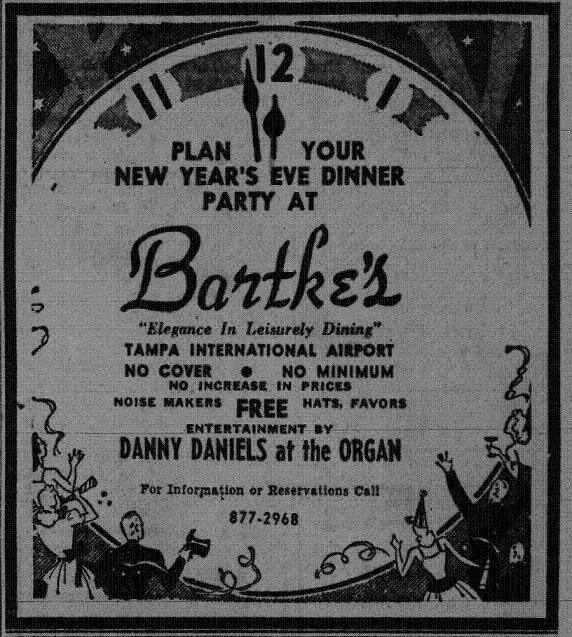 11 12 1
PLAN YOUR
NEW YEAR'S EVE DINNER
PARTY AT
Bartke's
"Elegance In Leisurely Dining"
TAMPA INTERNATIONAL AIRPORT
NO COVER • NO MINIMUM
NO INCREASE IN PRICES
NOISE MAKERS FREE HATS, FAVORS
ENTERTAINMENT BY
DANNY DANIELS at the ORGAN
For Information or Reservations Call
877-2968